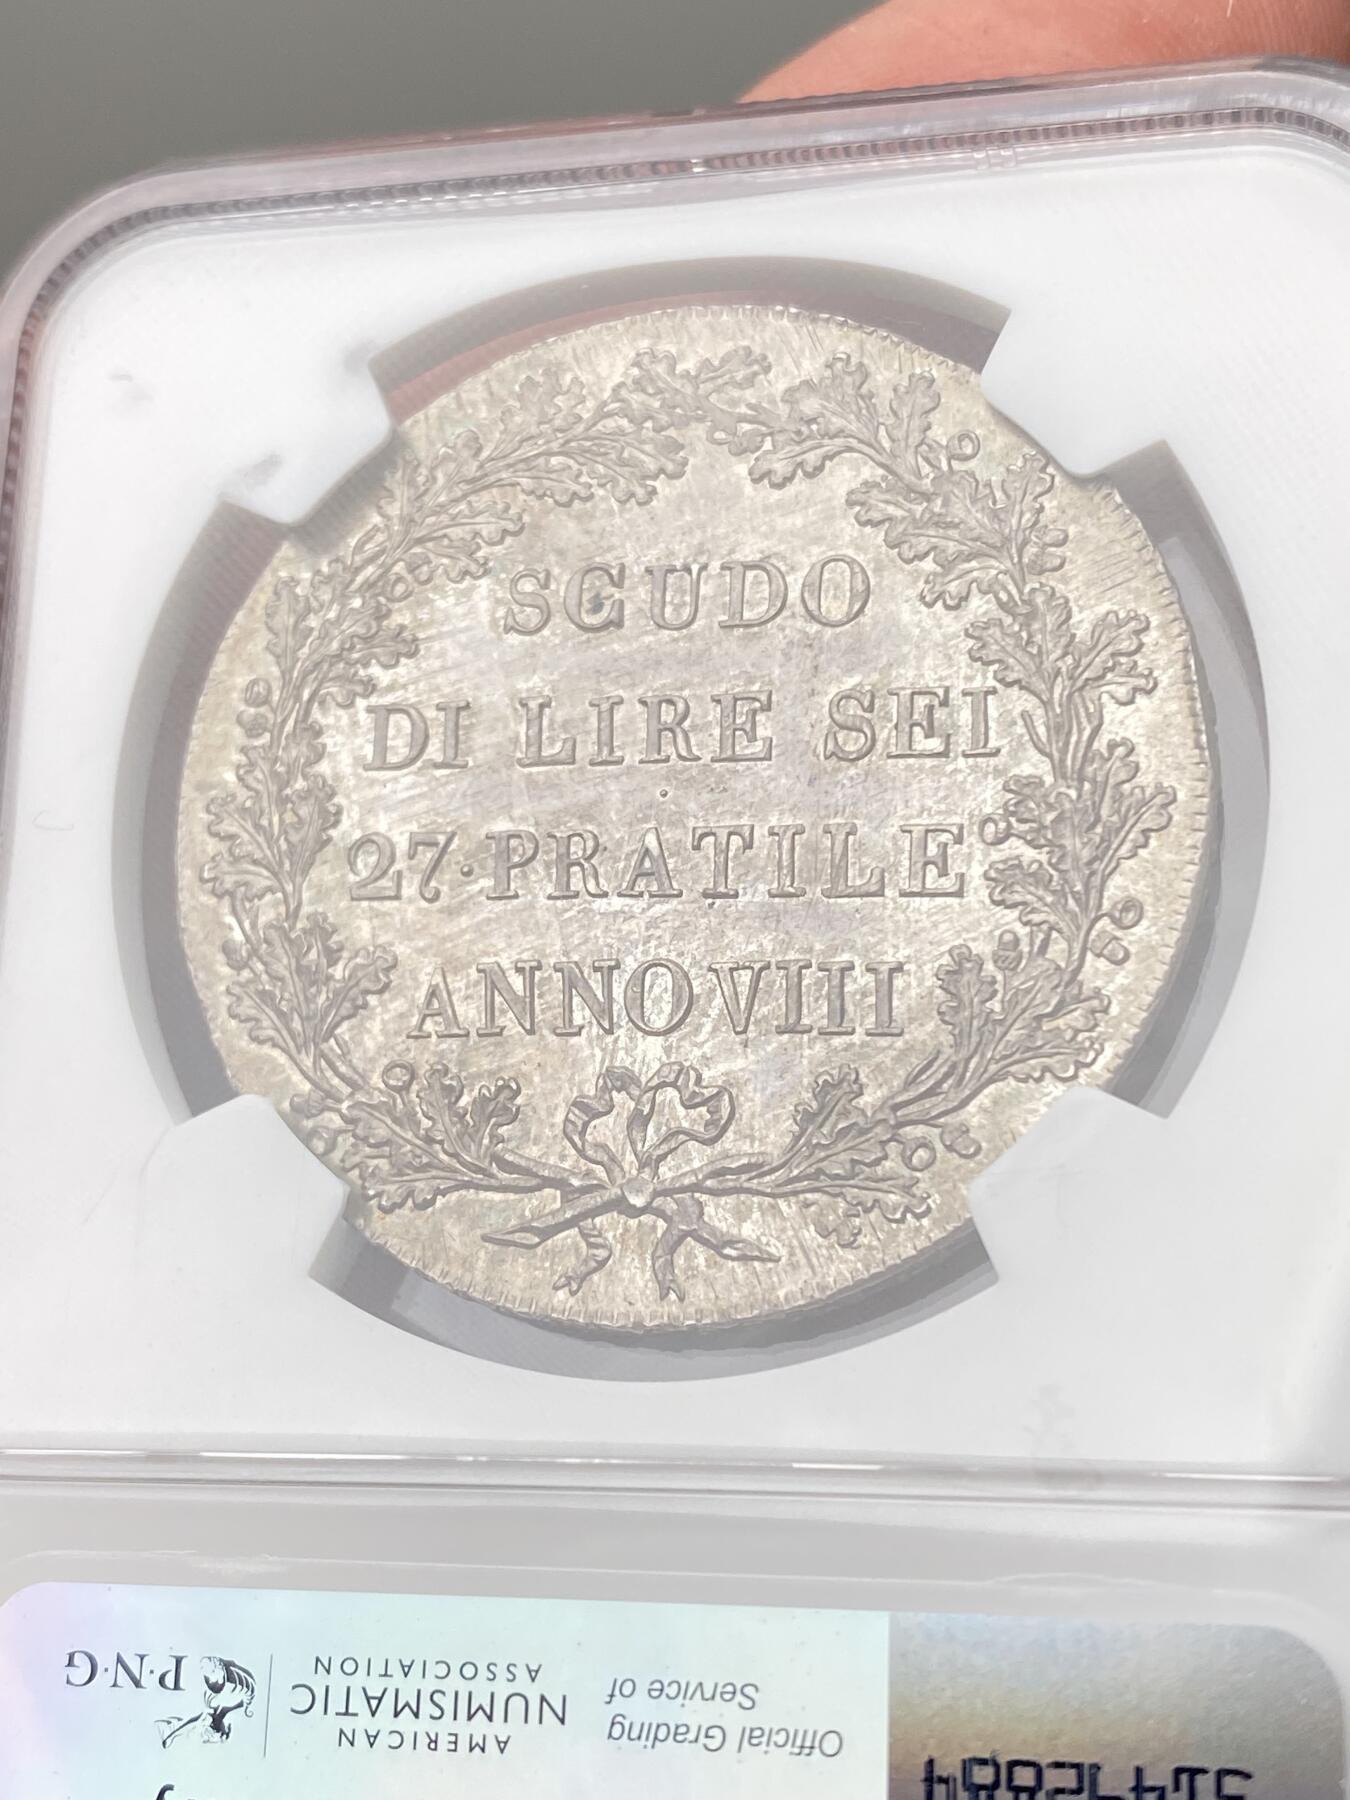 SCUDO
DI LIRE SEI
27·PRATILE
ANNO VIII
Official Grading
Service of
AMERICAN
NUMISMATIC
ASSOCIATION
P·N·G